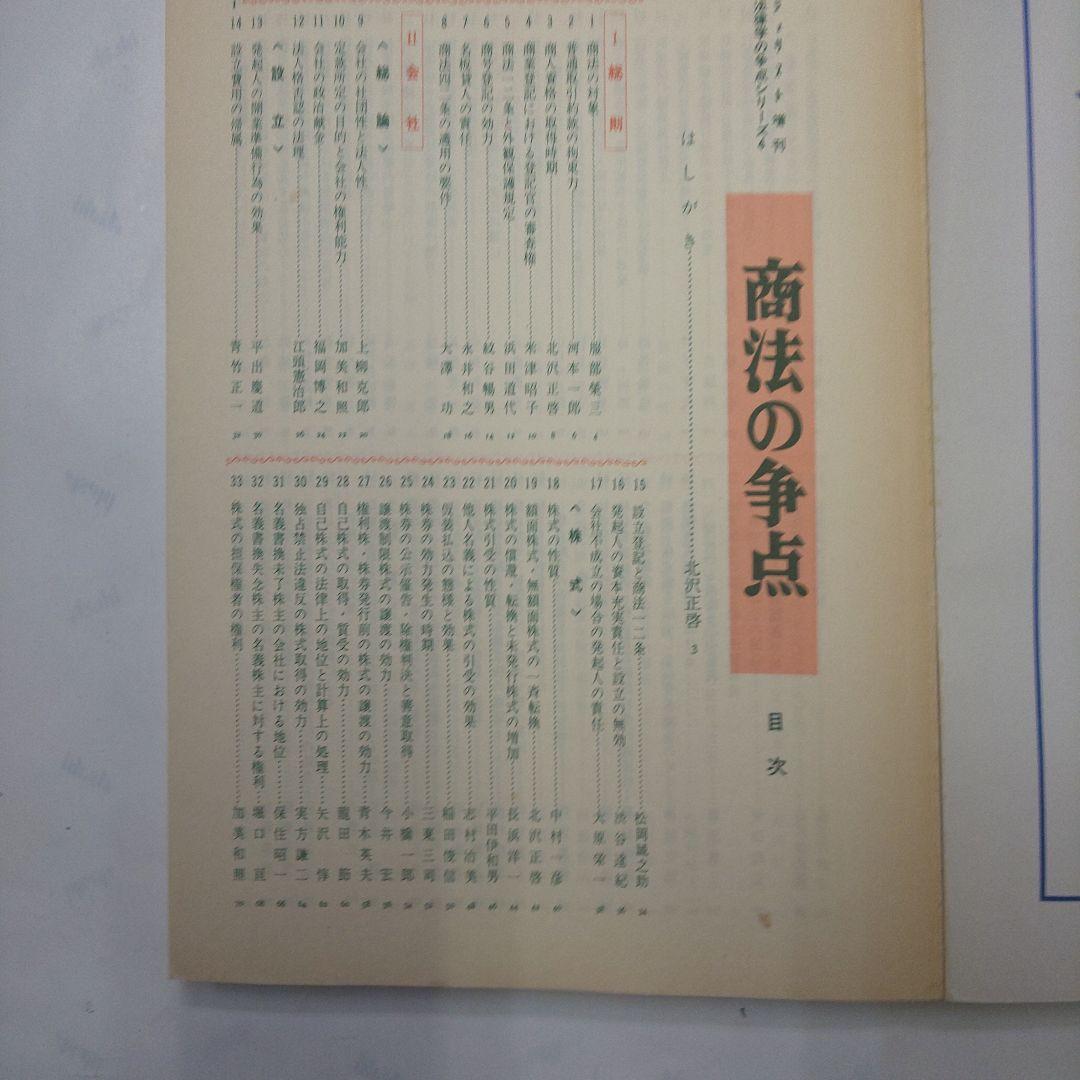 ジュリスト増刊
法律学の争点シリーズ4
商法の争点
目次
はしがき 北沢正啓 3
I 総則
1 商法の対象 服部榮三 6
2 普通取引約款の拘束力 河本一郎
3 商人資格の取得時期 北沢正啓 8
4 商業登記における登記官の審査権 米津昭子 10
5 商法一二条と外観保護規定 浜田道代 12
6 商号登記の効力 紋谷暢男 14
7 名板貸人の責任 永井和之 16
8 商法四二条の適用の要件 大澤功 18
II 会社
〈総論〉
9 会社の社団性と法人性 上柳克郎 20
10 定款所定の目的と会社の権利能力 加美和照
11 会社の政治献金 福岡博之
12 法人格否認の法理 江頭憲治郎
〈設立〉
13 発起人の開業準備行為の効果 平出慶道
14 設立費用の帰属 青竹正一
15 設立登記と商法一二条 松岡誠之助
16 発起人の資本充実責任と設立の無効 渋谷達紀
17 会社不成立の場合の発起人の責任 大原栄一
〈株式〉
18 株式の性質 中村一彦
19 額面株式・無額面株式の一斉転換 北沢正啓
20 株式の償還・転換と未発行株式の増加 長浜洋一
21 株式引受の性質 平田伊和男
22 他人名義による株式の引受の効果 志村治美
23 仮装払込の態様と効果 稲田俊信
24 株券の効力発生の時期 三東三司
25 株券の公示催告・除権判決と善意取得 小橋一郎
26 譲渡制限株式の譲渡の効力 今井宏
27 権利株・株券発行前の株式の譲渡の効力 青木英夫
28 自己株式の取得・質受の効力 龍田節
29 自己株式の法律上の地位と計算上の処理 矢沢惇
30 独占禁止法違反の株式取得の効力 実方謙二
31 名義書換未了株主の会社における地位 保住昭一
32 名義書換失念株主の名義株主に対する権利 堀口亘
33 株式の担保権者の権利 加美和照